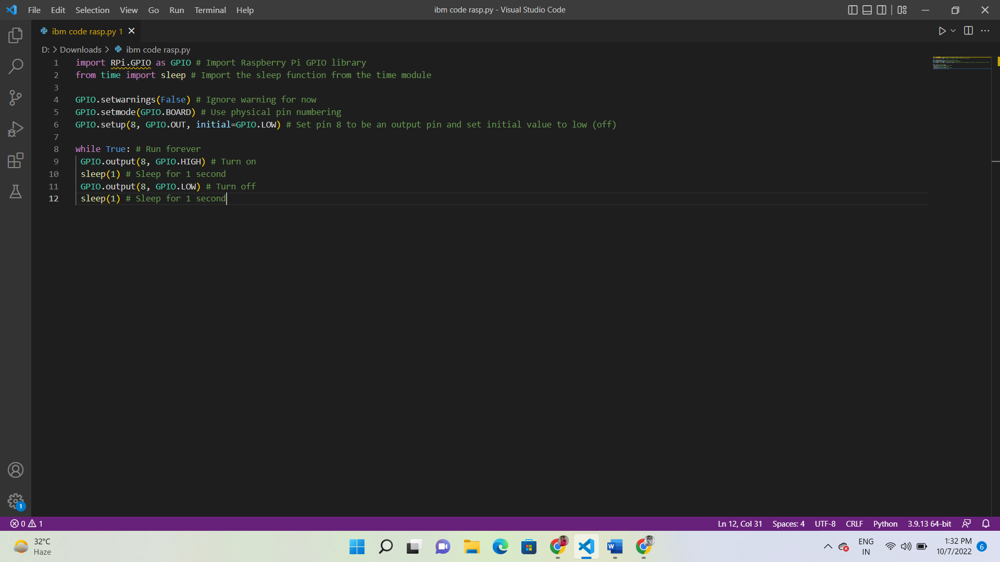 File Edit Selection View Go Run Terminal Help
ibm code rasp.py - Visual Studio Code
ibm code rasp.py 1
D: > Downloads > ibm code rasp.py
1 import RPi.GPIO as GPIO # Import Raspberry Pi GPIO library
2 from time import sleep # Import the sleep function from the time module
3
4 GPIO.setwarnings(False) # Ignore warning for now
5 GPIO.setmode(GPIO.BOARD) # Use physical pin numbering
6 GPIO.setup(8, GPIO.OUT, initial=GPIO.LOW) # Set pin 8 to be an output pin and set initial value to low (off)
7
8 while True: # Run forever
9  GPIO.output(8, GPIO.HIGH) # Turn on
10  sleep(1) # Sleep for 1 second
11  GPIO.output(8, GPIO.LOW) # Turn off
12  sleep(1) # Sleep for 1 second
1
0 1
Ln 12, Col 31 Spaces: 4 UTF-8 CRLF Python 3.9.13 64-bit
32°C
Haze
W
ENG
IN
1:32 PM
10/7/2022
6